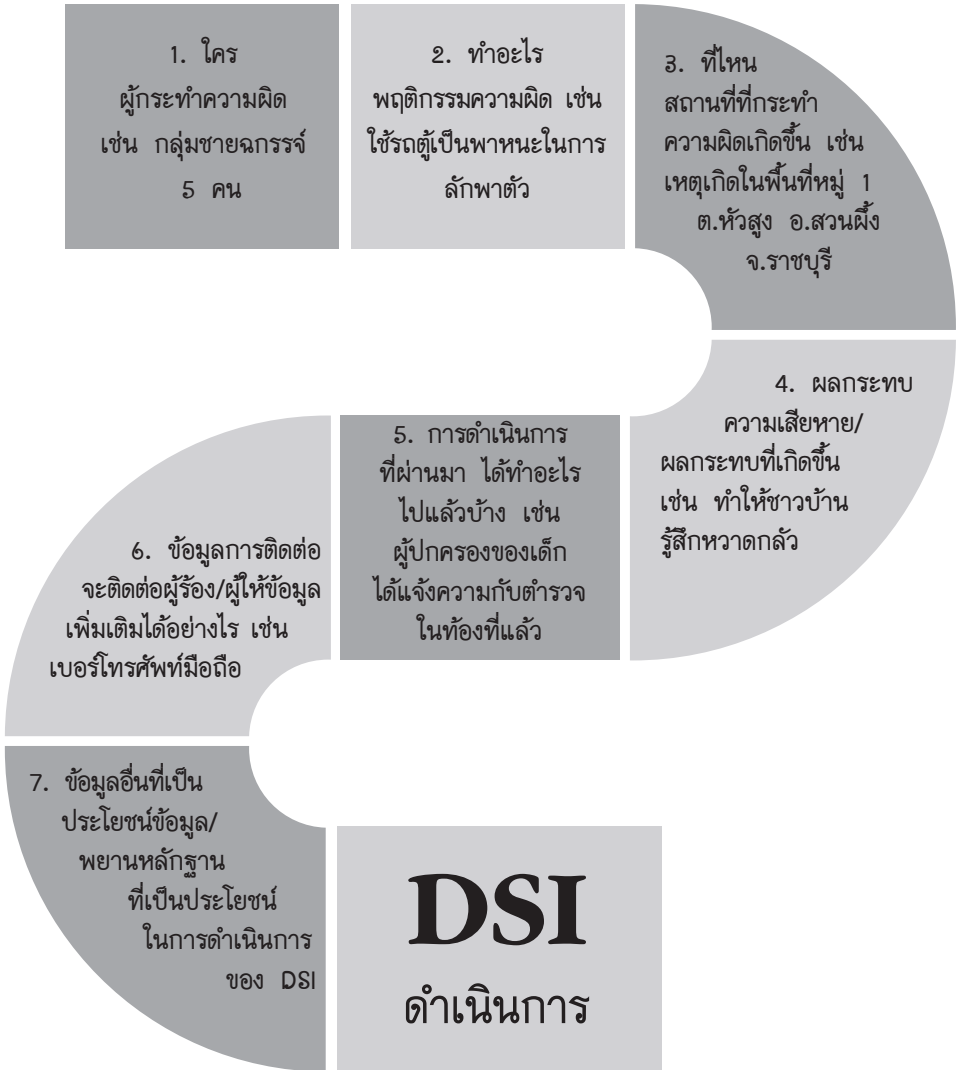 1. ใคร
ผู้กระทำความผิด
เช่น กลุ่มชายฉกรรจ์
5 คน
2. ทำอะไร
พฤติกรรมความผิด เช่น
ใช้รถตู้เป็นพาหนะในการ
ลักพาตัว
3. ที่ไหน
สถานที่ที่กระทำ
ความผิดเกิดขึ้น เช่น
เหตุเกิดในพื้นที่หมู่ 1
ต.หัวสูง อ.สวนผึ้ง
จ.ราชบุรี
4. ผลกระทบ
ความเสียหาย/
ผลกระทบที่เกิดขึ้น
เช่น ทำให้ชาวบ้าน
รู้สึกหวาดกลัว
5. การดำเนินการ
ที่ผ่านมา ได้ทำอะไร
ไปแล้วบ้าง เช่น
ผู้ปกครองของเด็ก
ได้แจ้งความกับตำรวจ
ในท้องที่แล้ว
6. ข้อมูลการติดต่อ
จะติดต่อผู้ร้อง/ผู้ให้ข้อมูล
เพิ่มเติมได้อย่างไร เช่น
เบอร์โทรศัพท์มือถือ
7. ข้อมูลอื่นที่เป็น
ประโยชน์ข้อมูล/
พยานหลักฐาน
ที่เป็นประโยชน์
ในการดำเนินการ
ของ DSI
DSI
ดำเนินการ